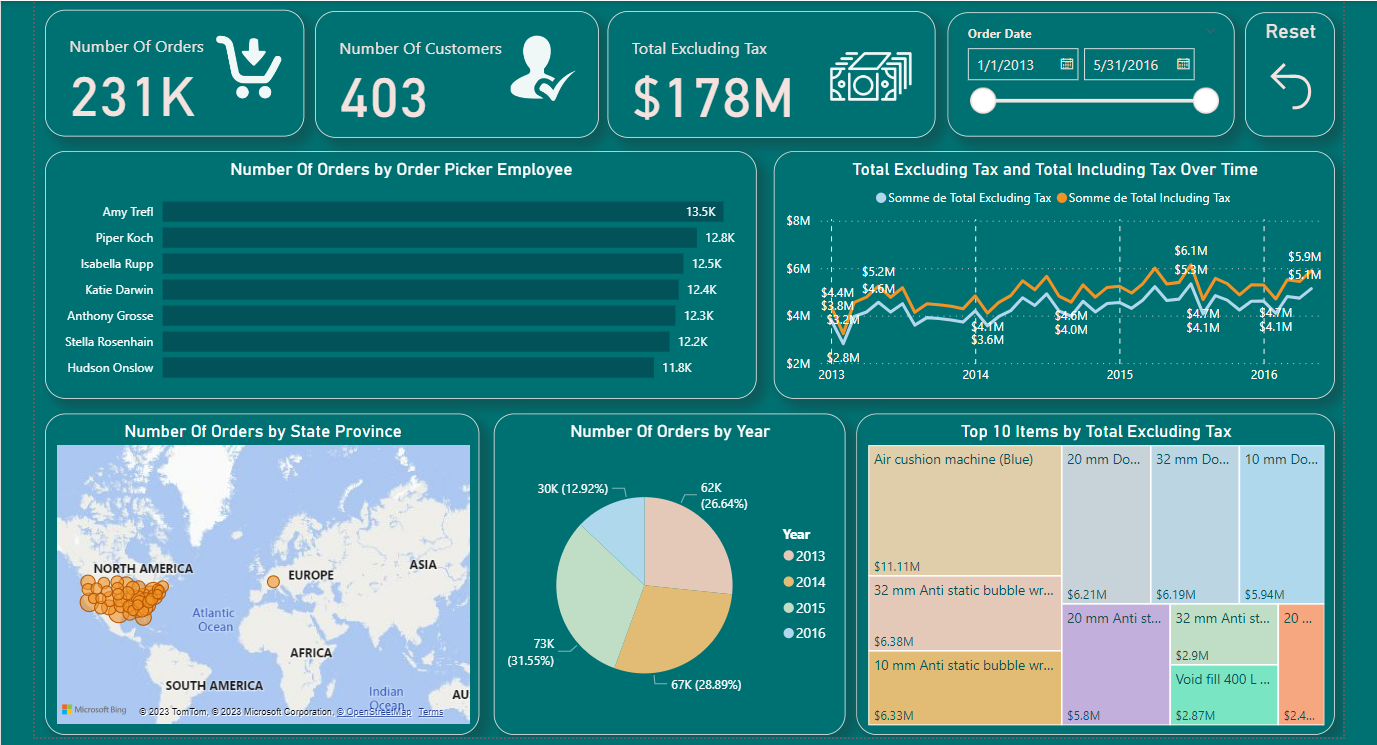 Number Of Orders
231K
Number Of Customers
403
Total Excluding Tax
$178M
Order Date
1/1/2013
5/31/2016
Reset
Number Of Orders by Order Picker Employee
Amy Trefl 13.5K
Piper Koch 12.8K
Isabella Rupp 12.5K
Katie Darwin 12.4K
Anthony Grosse 12.3K
Stella Rosenhain 12.2K
Hudson Onslow 11.8K
Total Excluding Tax and Total Including Tax Over Time
Somme de Total Excluding Tax Somme de Total Including Tax
$8M
$6M
$4M
$2M
$4.4M
$3.8M
$3.2M
$2.8M
$5.2M
$4.6M
$4.1M
$3.6M
$4.6M
$4.0M
$6.1M
$5.3M
$4.7M
$4.1M
$4.7M
$4.1M
$5.9M
$5.1M
2013 2014 2015 2016
Number Of Orders by State Province
NORTH AMERICA
EUROPE
ASIA
Atlantic
Ocean
AFRICA
SOUTH AMERICA
Indian
Ocean
AU
Microsoft Bing
© 2023 TomTom, © 2023 Microsoft Corporation, © OpenStreetMap Terms
Number Of Orders by Year
30K (12.92%)
62K
(26.64%)
73K
(31.55%)
67K (28.89%)
Year
2013
2014
2015
2016
Top 10 Items by Total Excluding Tax
Air cushion machine (Blue)
$11.11M
32 mm Anti static bubble wr...
$6.38M
10 mm Anti static bubble wr...
$6.33M
20 mm Do...
$6.21M
32 mm Do...
$6.19M
10 mm Do...
$5.94M
20 mm Anti st...
$5.8M
32 mm Anti st...
$2.9M
Void fill 400 L ...
$2.87M
20 ...
$2.4...